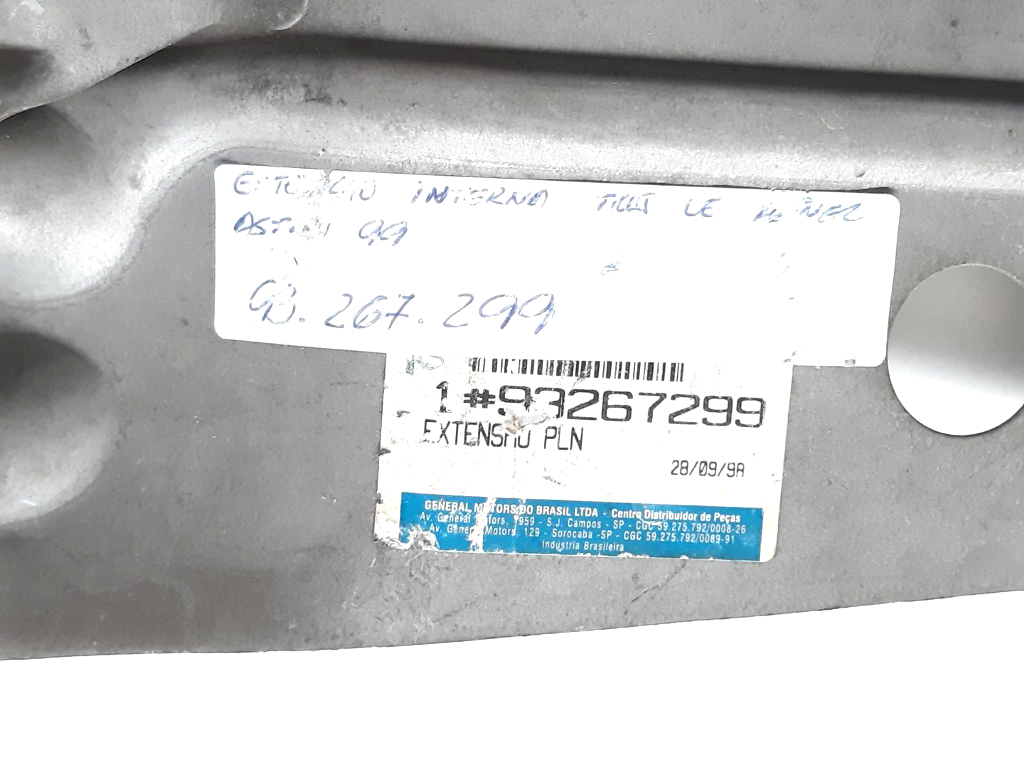 INTERNA
99
93.267.299
1#93267299
EXTENSAO PLN
28/09/98
GENERAL MOTORS DO BRASIL LTDA - Centro Distribuidor de Peças
Av. General Motors, 1959 - S.J. Campos - SP - CGC 59.275.792/0008-26
Av. General Motors, 129 - Sorocaba -SP - CGC 59.275.792/0089-91
Indústria Brasileira